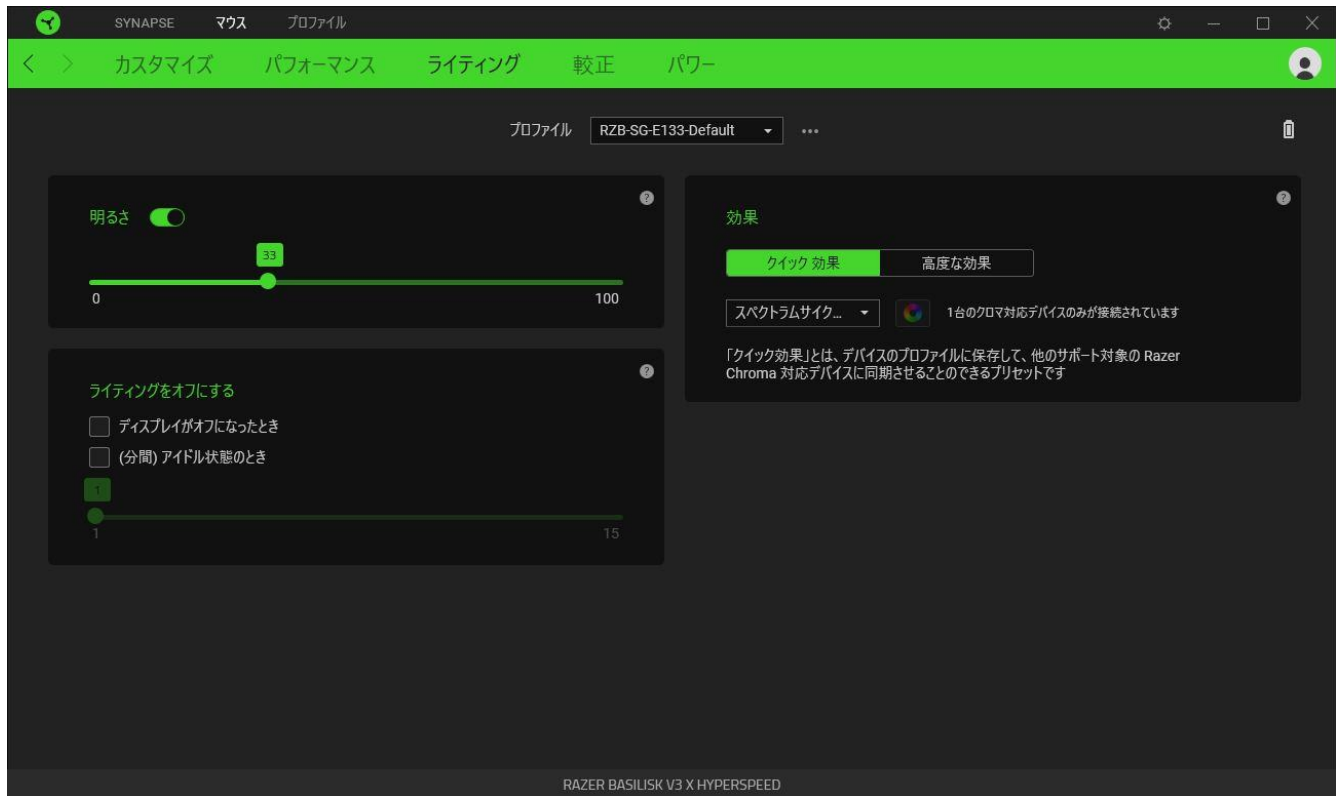 SYNAPSE マウス プロファイル
カスタマイズ パフォーマンス ライティング 較正 パワー
プロファイル RZB-SG-E133-Default
明るさ
33
0 100
ライティングをオフにする
ディスプレイがオフになったとき
(分間) アイドル状態のとき
1
1 15
効果
クイック 効果 高度な効果
スペクトラムサイク... 1台のクロマ対応デバイスのみが接続されています
「クイック効果」とは、デバイスのプロファイルに保存して、他のサポート対象の Razer
Chroma 対応デバイスに同期させることのできるプリセットです
RAZER BASILISK V3 X HYPERSPEED